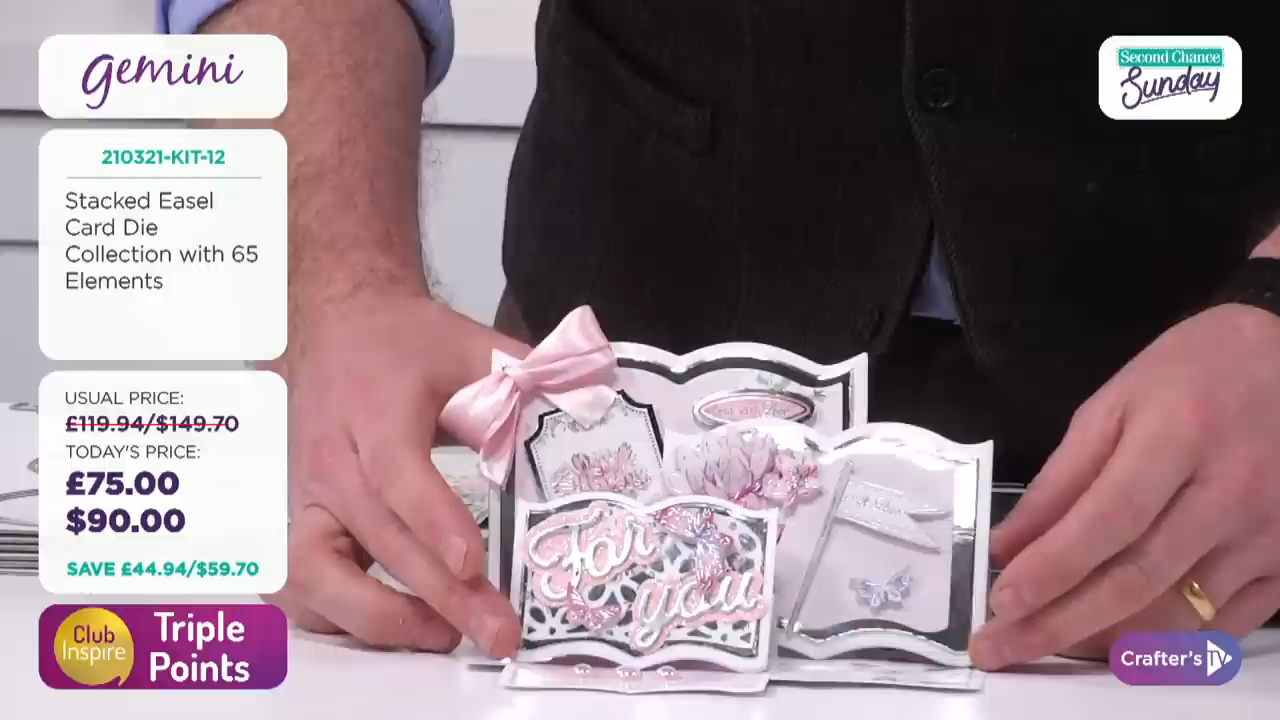 gemini
Second Chance
Sunday
210321-KIT-12
Stacked Easel
Card Die
Collection with 65
Elements
USUAL PRICE:
£119.94/$149.70
TODAY'S PRICE:
£75.00
$90.00
SAVE £44.94/$59.70
Club
Inspire
Triple
Points
For
you
Crafter's TV